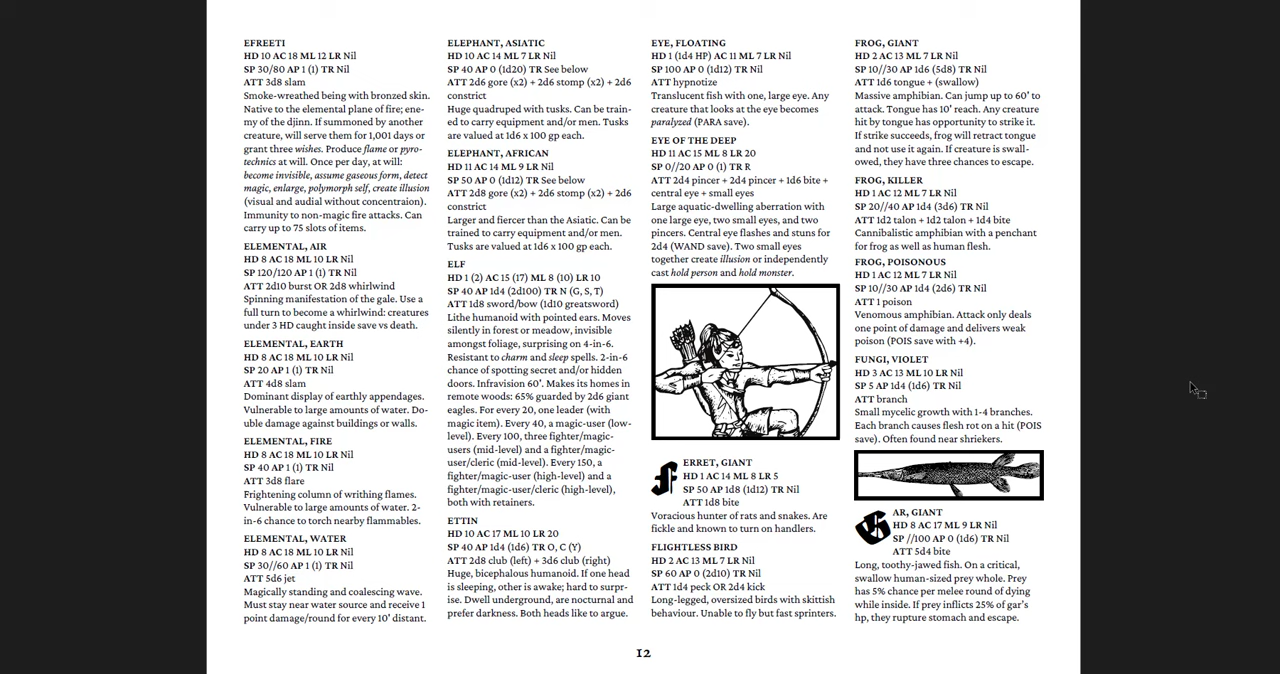 EFREETI
HD 10 AC 18 ML 12 LR Nil
SP 30/80 AP 1 (1) TR Nil
ATT 3d8 slam
Smoke-wreathed being with bronzed skin.
Native to the elemental plane of fire; ene-
my of the djinn. If summoned by another
creature, will serve them for 1,001 days or
grant three wishes. Produce flame or pyro-
technics at will. Once per day, at will:
become invisible, assume gaseous form, detect
magic, enlarge, polymorph self, create illusion
(visual and audial without concentraion).
Immunity to non-magic fire attacks. Can
carry up to 75 slots of items.
ELEMENTAL, AIR
HD 8 AC 18 ML 10 LR Nil
SP 120/120 AP 1 (1) TR Nil
ATT 2d10 burst OR 2d8 whirlwind
Spinning manifestation of the gale. Use a
full turn to become a whirlwind: creatures
under 3 HD caught inside save vs death.
ELEMENTAL, EARTH
HD 8 AC 18 ML 10 LR Nil
SP 20 AP 1 (1) TR Nil
ATT 4d8 slam
Dominant display of earthly appendages.
Vulnerable to large amounts of water. Do-
uble damage against buildings or walls.
ELEMENTAL, FIRE
HD 8 AC 18 ML 10 LR Nil
SP 40 AP 1 (1) TR Nil
ATT 3d8 flare
Frightening column of writhing flames.
Vulnerable to large amounts of water. 2-
in-6 chance to torch nearby flammables.
ELEMENTAL, WATER
HD 8 AC 18 ML 10 LR Nil
SP 30//60 AP 1 (1) TR Nil
ATT 5d6 jet
Magically standing and coalescing wave.
Must stay near water source and receive 1
point damage/round for every 10' distant.
ELEPHANT, ASIATIC
HD 10 AC 14 ML 7 LR Nil
SP 40 AP 0 (1d20) TR See below
ATT 2d6 gore (x2) + 2d6 stomp (x2) + 2d6
constrict
Huge quadruped with tusks. Can be train-
ed to carry equipment and/or men. Tusks
are valued at 1d6 x 100 gp each.
ELEPHANT, AFRICAN
HD 11 AC 14 ML 9 LR Nil
SP 50 AP 0 (1d12) TR See below
ATT 2d8 gore (x2) + 2d6 stomp (x2) + 2d6
constrict
Larger and fiercer than the Asiatic. Can be
trained to carry equipment and/or men.
Tusks are valued at 1d6 x 100 gp each.
ELF
HD 1 (2) AC 15 (17) ML 8 (10) LR 10
SP 40 AP 1d4 (2d100) TR N (G, S, T)
ATT 1d8 sword/bow (1d10 greatsword)
Lithe humanoid with pointed ears. Moves
silently in forest or meadow, invisible
amongst foliage, surprising on 4-in-6.
Resistant to charm and sleep spells. 2-in-6
chance of spotting secret and/or hidden
doors. Infravision 60'. Makes its homes in
remote woods: 65% guarded by 2d6 giant
eagles. For every 20, one leader (with
magic item). Every 40, a magic-user (low-
level). Every 100, three fighter/magic-
users (mid-level) and a fighter/magic-
user/cleric (mid-level). Every 150, a
fighter/magic-user (high-level) and a
fighter/magic-user/cleric (high-level),
both with retainers.
ETTIN
HD 10 AC 17 ML 10 LR 20
SP 40 AP 1d4 (1d6) TR O, C (Y)
ATT 2d8 club (left) + 3d6 club (right)
Huge, bicephalous humanoid. If one head
is sleeping, other is awake; hard to surpr-
ise. Dwell underground, are nocturnal and
prefer darkness. Both heads like to argue.
EYE, FLOATING
HD 1 (1d4 HP) AC 11 ML 7 LR Nil
SP 100 AP 0 (1d12) TR Nil
ATT hypnotize
Translucent fish with one, large eye. Any
creature that looks at the eye becomes
paralyzed (PARA save).
EYE OF THE DEEP
HD 11 AC 15 ML 8 LR 20
SP 0//20 AP 0 (1) TR R
ATT 2d4 pincer + 2d4 pincer + 1d6 bite +
central eye + small eyes
Large aquatic-dwelling aberration with
one large eye, two small eyes, and two
pincers. Central eye flashes and stuns for
2d4 (WAND save). Two small eyes
together create illusion or independently
cast hold person and hold monster.
FERRET, GIANT
HD 1 AC 14 ML 8 LR 5
SP 50 AP 1d8 (1d12) TR Nil
ATT 1d8 bite
Voracious hunter of rats and snakes. Are
fickle and known to turn on handlers.
FLIGHTLESS BIRD
HD 2 AC 13 ML 7 LR Nil
SP 60 AP 0 (2d10) TR Nil
ATT 1d4 peck OR 2d4 kick
Long-legged, oversized birds with skittish
behaviour. Unable to fly but fast sprinters.
FROG, GIANT
HD 2 AC 13 ML 7 LR Nil
SP 10//30 AP 1d6 (5d8) TR Nil
ATT 1d6 tongue + (swallow)
Massive amphibian. Can jump up to 60' to
attack. Tongue has 10' reach. Any creature
hit by tongue has opportunity to strike it.
If strike succeeds, frog will retract tongue
and not use it again. If creature is swall-
owed, they have three chances to escape.
FROG, KILLER
HD 1 AC 12 ML 7 LR Nil
SP 20//40 AP 1d4 (3d6) TR Nil
ATT 1d2 talon + 1d2 talon + 1d4 bite
Cannibalistic amphibian with a penchant
for frog as well as human flesh.
FROG, POISONOUS
HD 1 AC 12 ML 7 LR Nil
SP 10//30 AP 1d4 (2d6) TR Nil
ATT 1 poison
Venomous amphibian. Attack only deals
one point of damage and delivers weak
poison (POIS save with +4).
FUNGI, VIOLET
HD 3 AC 13 ML 10 LR Nil
SP 5 AP 1d4 (1d6) TR Nil
ATT branch
Small mycelic growth with 1-4 branches.
Each branch causes flesh rot on a hit (POIS
save). Often found near shriekers.
GAR, GIANT
HD 8 AC 17 ML 9 LR Nil
SP //100 AP 0 (1d6) TR Nil
ATT 5d4 bite
Long, toothy-jawed fish. On a critical,
swallow human-sized prey whole. Prey
has 5% chance per melee round of dying
while inside. If prey inflicts 25% of gar's
hp, they rupture stomach and escape.
12